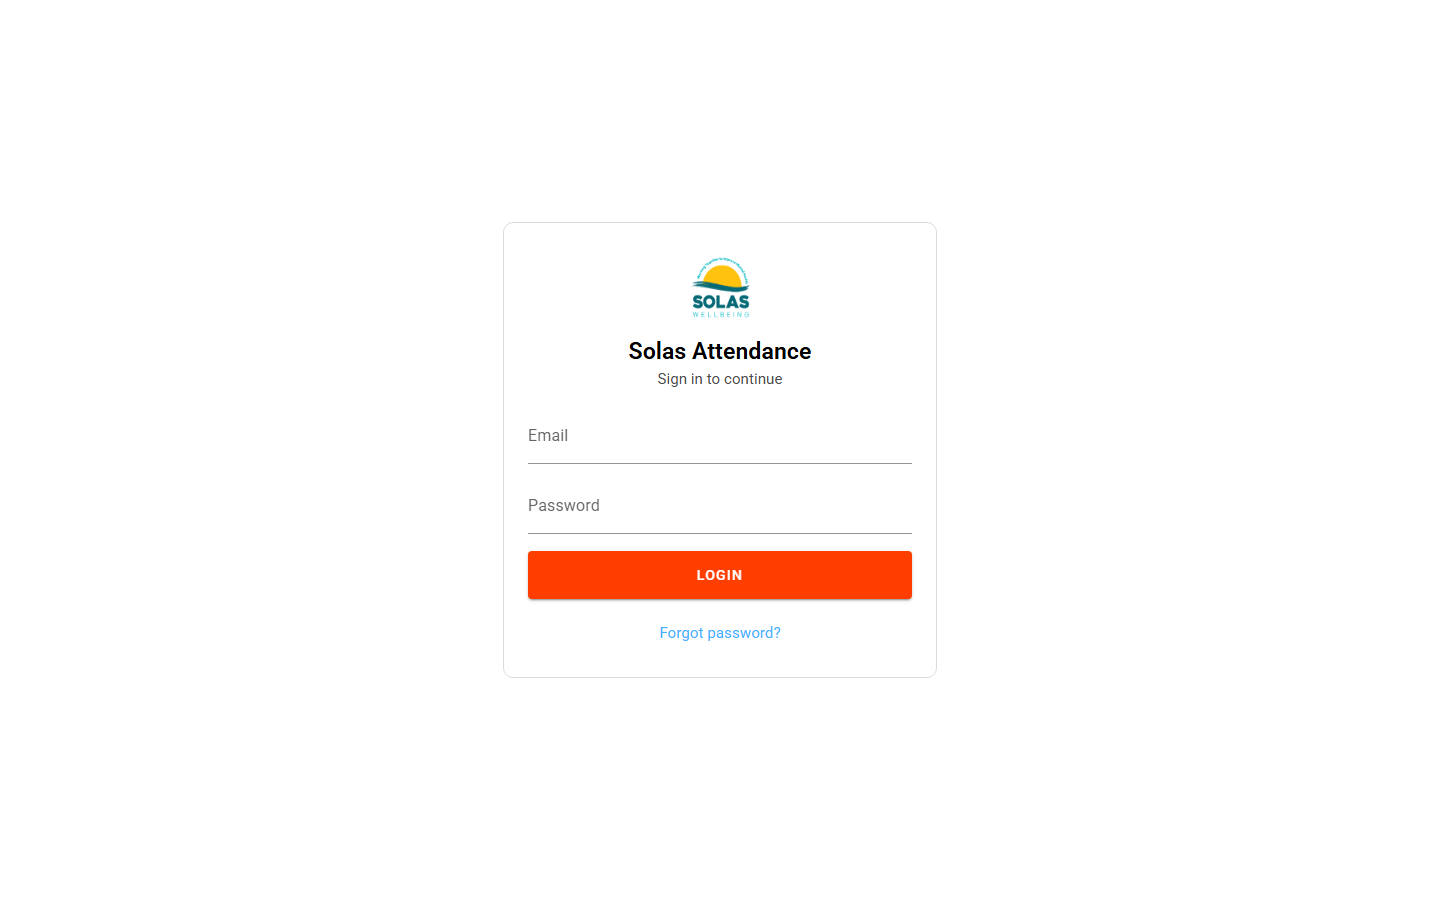 SOLAS
WELLBEING
Solas Attendance
Sign in to continue
Email
Password
LOGIN
Forgot password?